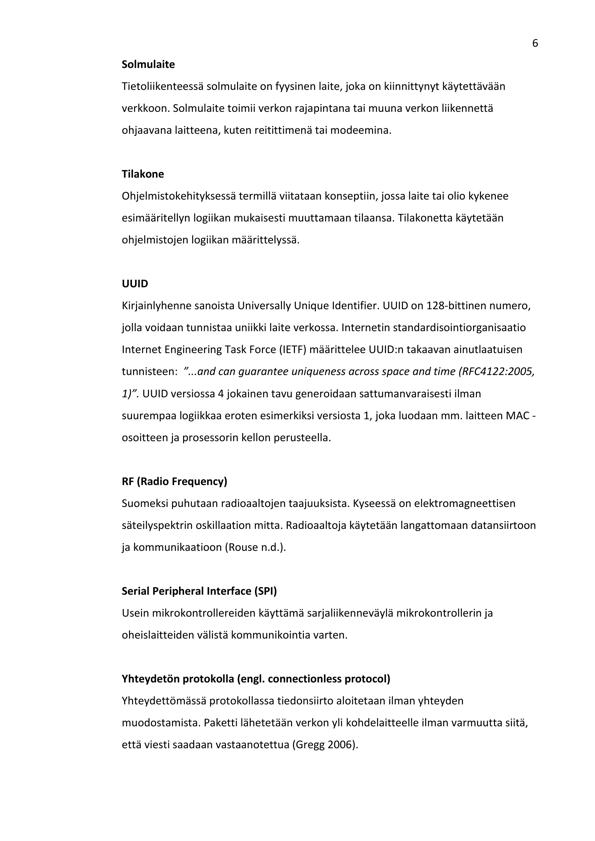 6
Solmulaite
Tietoliikenteessä solmulaite on fyysinen laite, joka on kiinnittynyt käytettävään
verkkoon. Solmulaite toimii verkon rajapintana tai muuna verkon liikennettä
ohjaavana laitteena, kuten reitittimenä tai modeemina.
Tilakone
Ohjelmistokehityksessä termillä viitataan konseptiin, jossa laite tai olio kykenee
esimääritellyn logiikan mukaisesti muuttamaan tilaansa. Tilakonetta käytetään
ohjelmistojen logiikan määrittelyssä.
UUID
Kirjainlyhenne sanoista Universally Unique Identifier. UUID on 128-bittinen numero,
jolla voidaan tunnistaa uniikki laite verkossa. Internetin standardisointiorganisaatio
Internet Engineering Task Force (IETF) määrittelee UUID:n takaavan ainutlaatuisen
tunnisteen:  ”...and can guarantee uniqueness across space and time (RFC4122:2005,
1)”. UUID versiossa 4 jokainen tavu generoidaan sattumanvaraisesti ilman
suurempaa logiikkaa eroten esimerkiksi versiosta 1, joka luodaan mm. laitteen MAC -
osoitteen ja prosessorin kellon perusteella.
RF (Radio Frequency)
Suomeksi puhutaan radioaaltojen taajuuksista. Kyseessä on elektromagneettisen
säteilyspektrin oskillaation mitta. Radioaaltoja käytetään langattomaan datansiirtoon
ja kommunikaatioon (Rouse n.d.).
Serial Peripheral Interface (SPI)
Usein mikrokontrollereiden käyttämä sarjaliikenneväylä mikrokontrollerin ja
oheislaitteiden välistä kommunikointia varten.
Yhteydetön protokolla (engl. connectionless protocol)
Yhteydettömässä protokollassa tiedonsiirto aloitetaan ilman yhteyden
muodostamista. Paketti lähetetään verkon yli kohdelaitteelle ilman varmuutta siitä,
että viesti saadaan vastaanotettua (Gregg 2006).